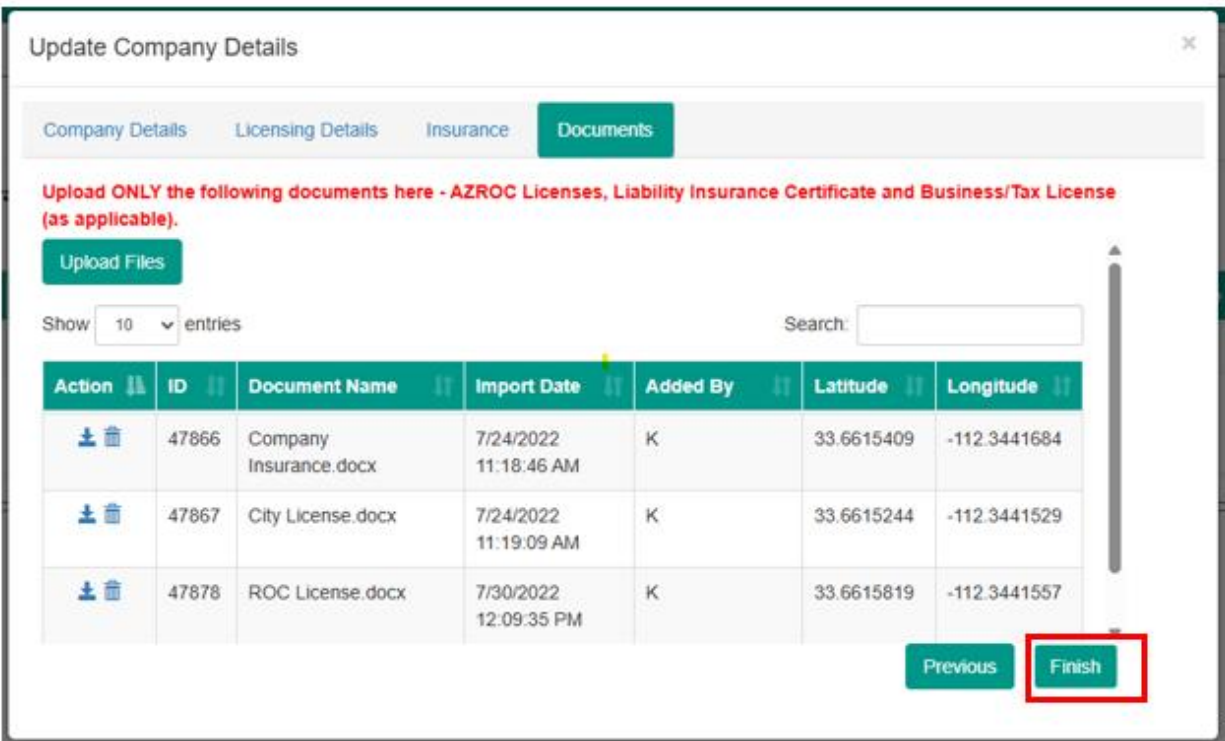 Update Company Details
×
Company Details Licensing Details Insurance Documents
Upload ONLY the following documents here - AZROC Licenses, Liability Insurance Certificate and Business/Tax License
(as applicable).
Upload Files
Show 10 entries Search:
Action ID Document Name Import Date Added By Latitude Longitude
47866 Company 7/24/2022 K 33.6615409 -112.3441684
Insurance.docx 11:18:46 AM
47867 City License.docx 7/24/2022 K 33.6615244 -112.3441529
11:19:09 AM
47878 ROC License.docx 7/30/2022 K 33.6615819 -112.3441557
12:09:35 PM
Previous Finish